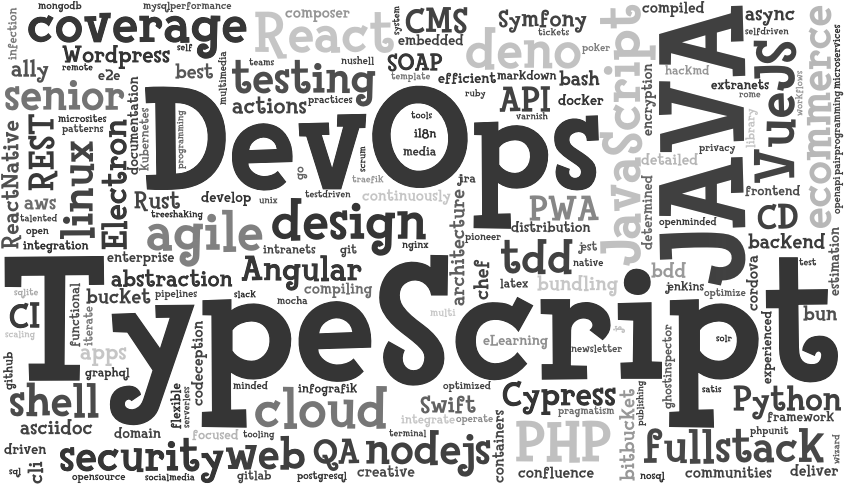 mongodb
mysqlperformance
infection
coverage
self
composer
React
system
CMS
embedded
Symfony
tickets
deno
poker
JavaScript
compiled
JAVA
async
selfdriven
hackmd
VueJS
ecommerce
microservices
pairprogramming
openapi
Wordpress
remote
ally
e2e
best
multimedia
teams
testing
nushell
SOAP
template
efficient
markdown
bash
ruby
API
docker
varnish
encryption
extranets
rome
workflows
library
senior
documentation
kubernetes
programming
actions
practices
DevOps
tools
i18n
media
microsites
patterns
REST
linux
Electron
ReactNative
aws
talented
open
integration
Rust
treeshaking
develop
unix
go
testdriven
scrum
traefik
continuously
jra
PWA
distribution
privacy
detailed
determined
openminded
frontend
CD
backend
estimation
agile
design
intranets
git
nginx
architecture
pioneer
chef
tdd
jest
native
latex
bundling
bdd
jenkins
optimize
cordova
test
enterprise
abstraction
Angular
compiling
sqlite
CI
scaling
functional
iterate
bucket
pipelines
slack
mocha
multi
TypeScript
eLearning
newsletter
solr
bun
experienced
github
apps
graphql
codeception
minded
infografik
optimized
ghostinspector
satis
shell
asciidoc
flexible
serverless
cloud
Swift
integrate
operate
Cypress
pragmatism
publishing
bitbucket
Python
framework
domain
focused
tooling
terminal
containers
PHP
phpunit
fullstack
wizard
driven
cli
sql
security
web
QA
nodejs
opensource
socialmedia
gitlab
postgresql
creative
confluence
nosql
communities
deliver